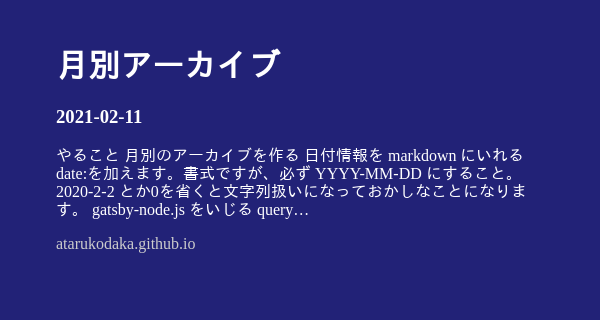 月別アーカイブ
2021-02-11
やること 月別のアーカイブを作る 日付情報を markdown にいれる
date:を加えます。書式ですが、必ず YYYY-MM-DD にすること。
2020-2-2 とか0を省くと文字列扱いになっておかしなことになりま
す。 gatsby-node.js をいじる query…
atarukodaka.github.io